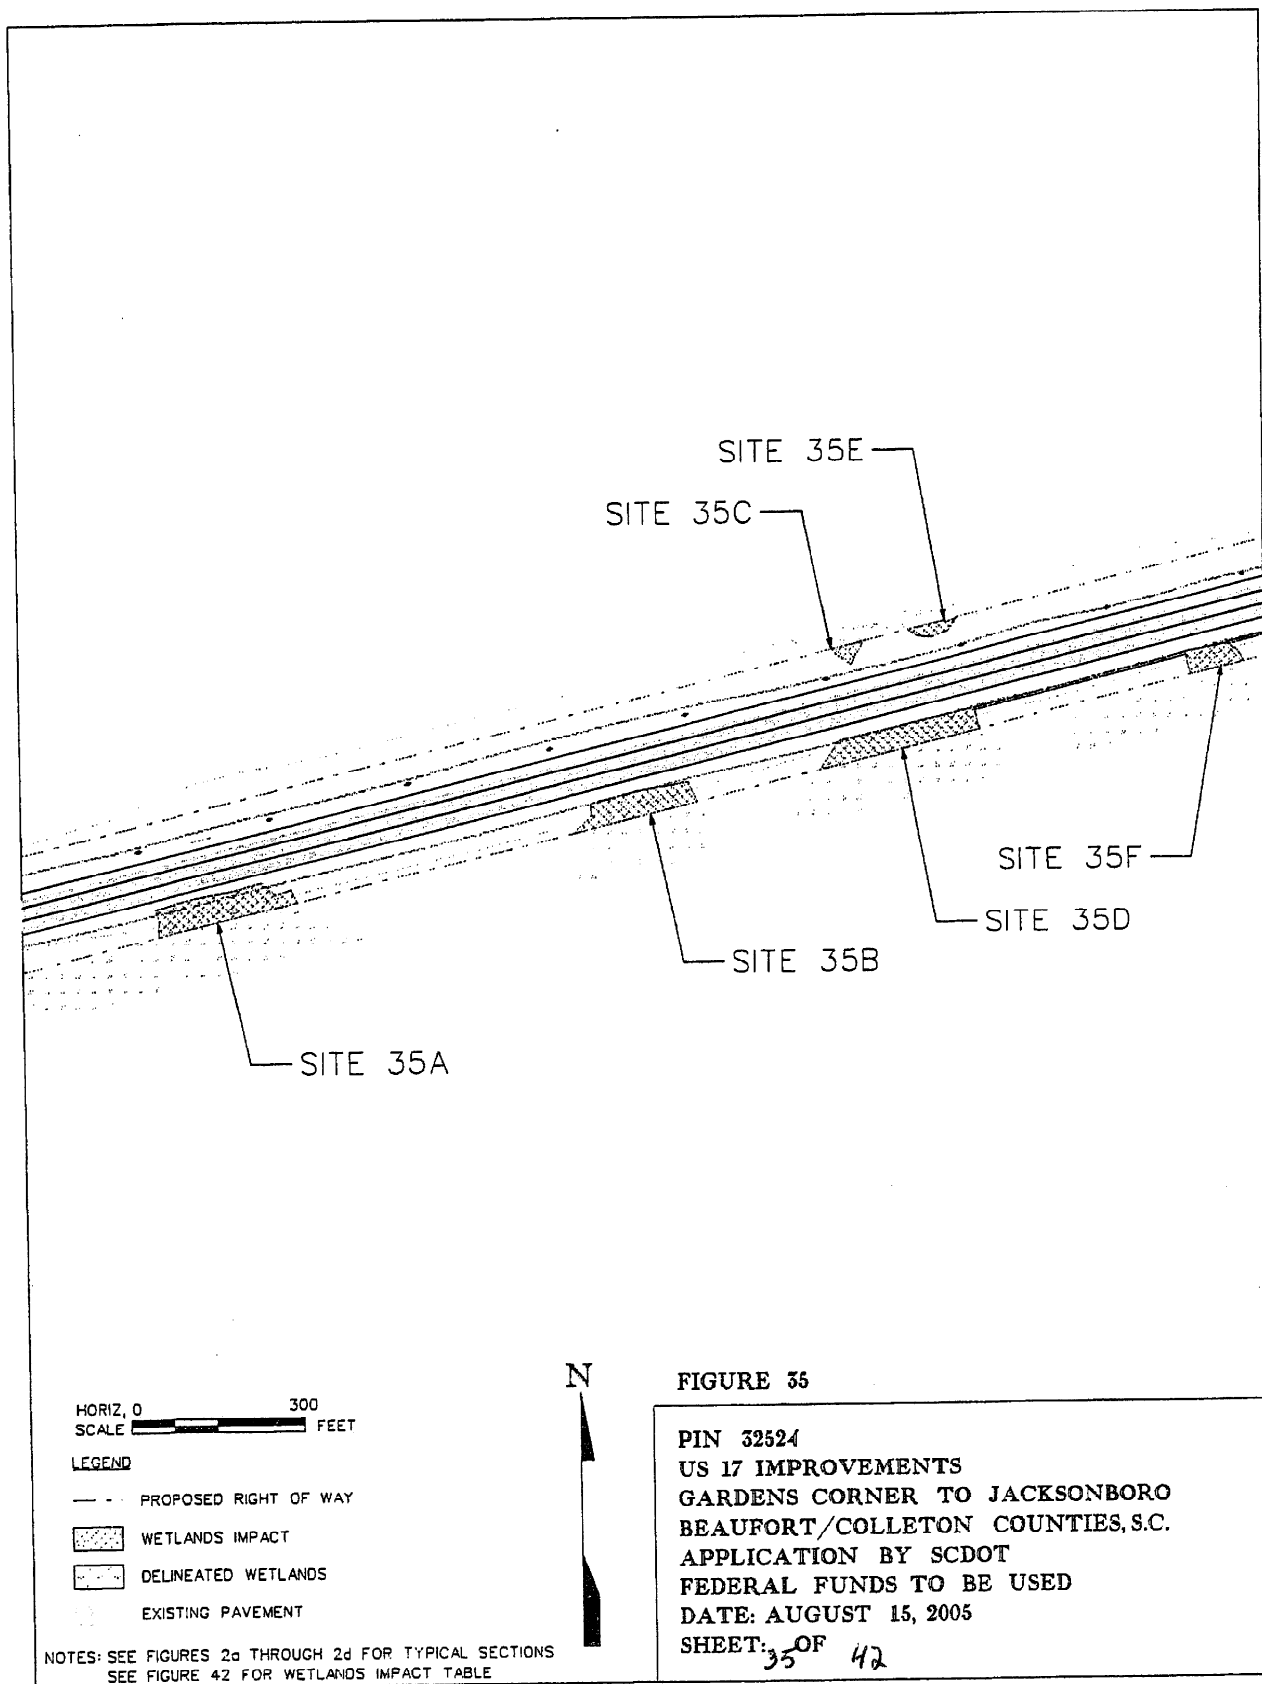 SITE 35E
SITE 35C
SITE 35F
SITE 35D
SITE 35B
SITE 35A
HORIZ, 0 300
SCALE FEET
LEGEND
PROPOSED RIGHT OF WAY
WETLANDS IMPACT
DELINEATED WETLANDS
EXISTING PAVEMENT
NOTES: SEE FIGURES 2a THROUGH 2d FOR TYPICAL SECTIONS
SEE FIGURE 42 FOR WETLANDS IMPACT TABLE
N
FIGURE 35
PIN 32524
US 17 IMPROVEMENTS
GARDENS CORNER TO JACKSONBORO
BEAUFORT/COLLETON COUNTIES, S.C.
APPLICATION BY SCDOT
FEDERAL FUNDS TO BE USED
DATE: AUGUST 15, 2005
SHEET: 35 OF 42